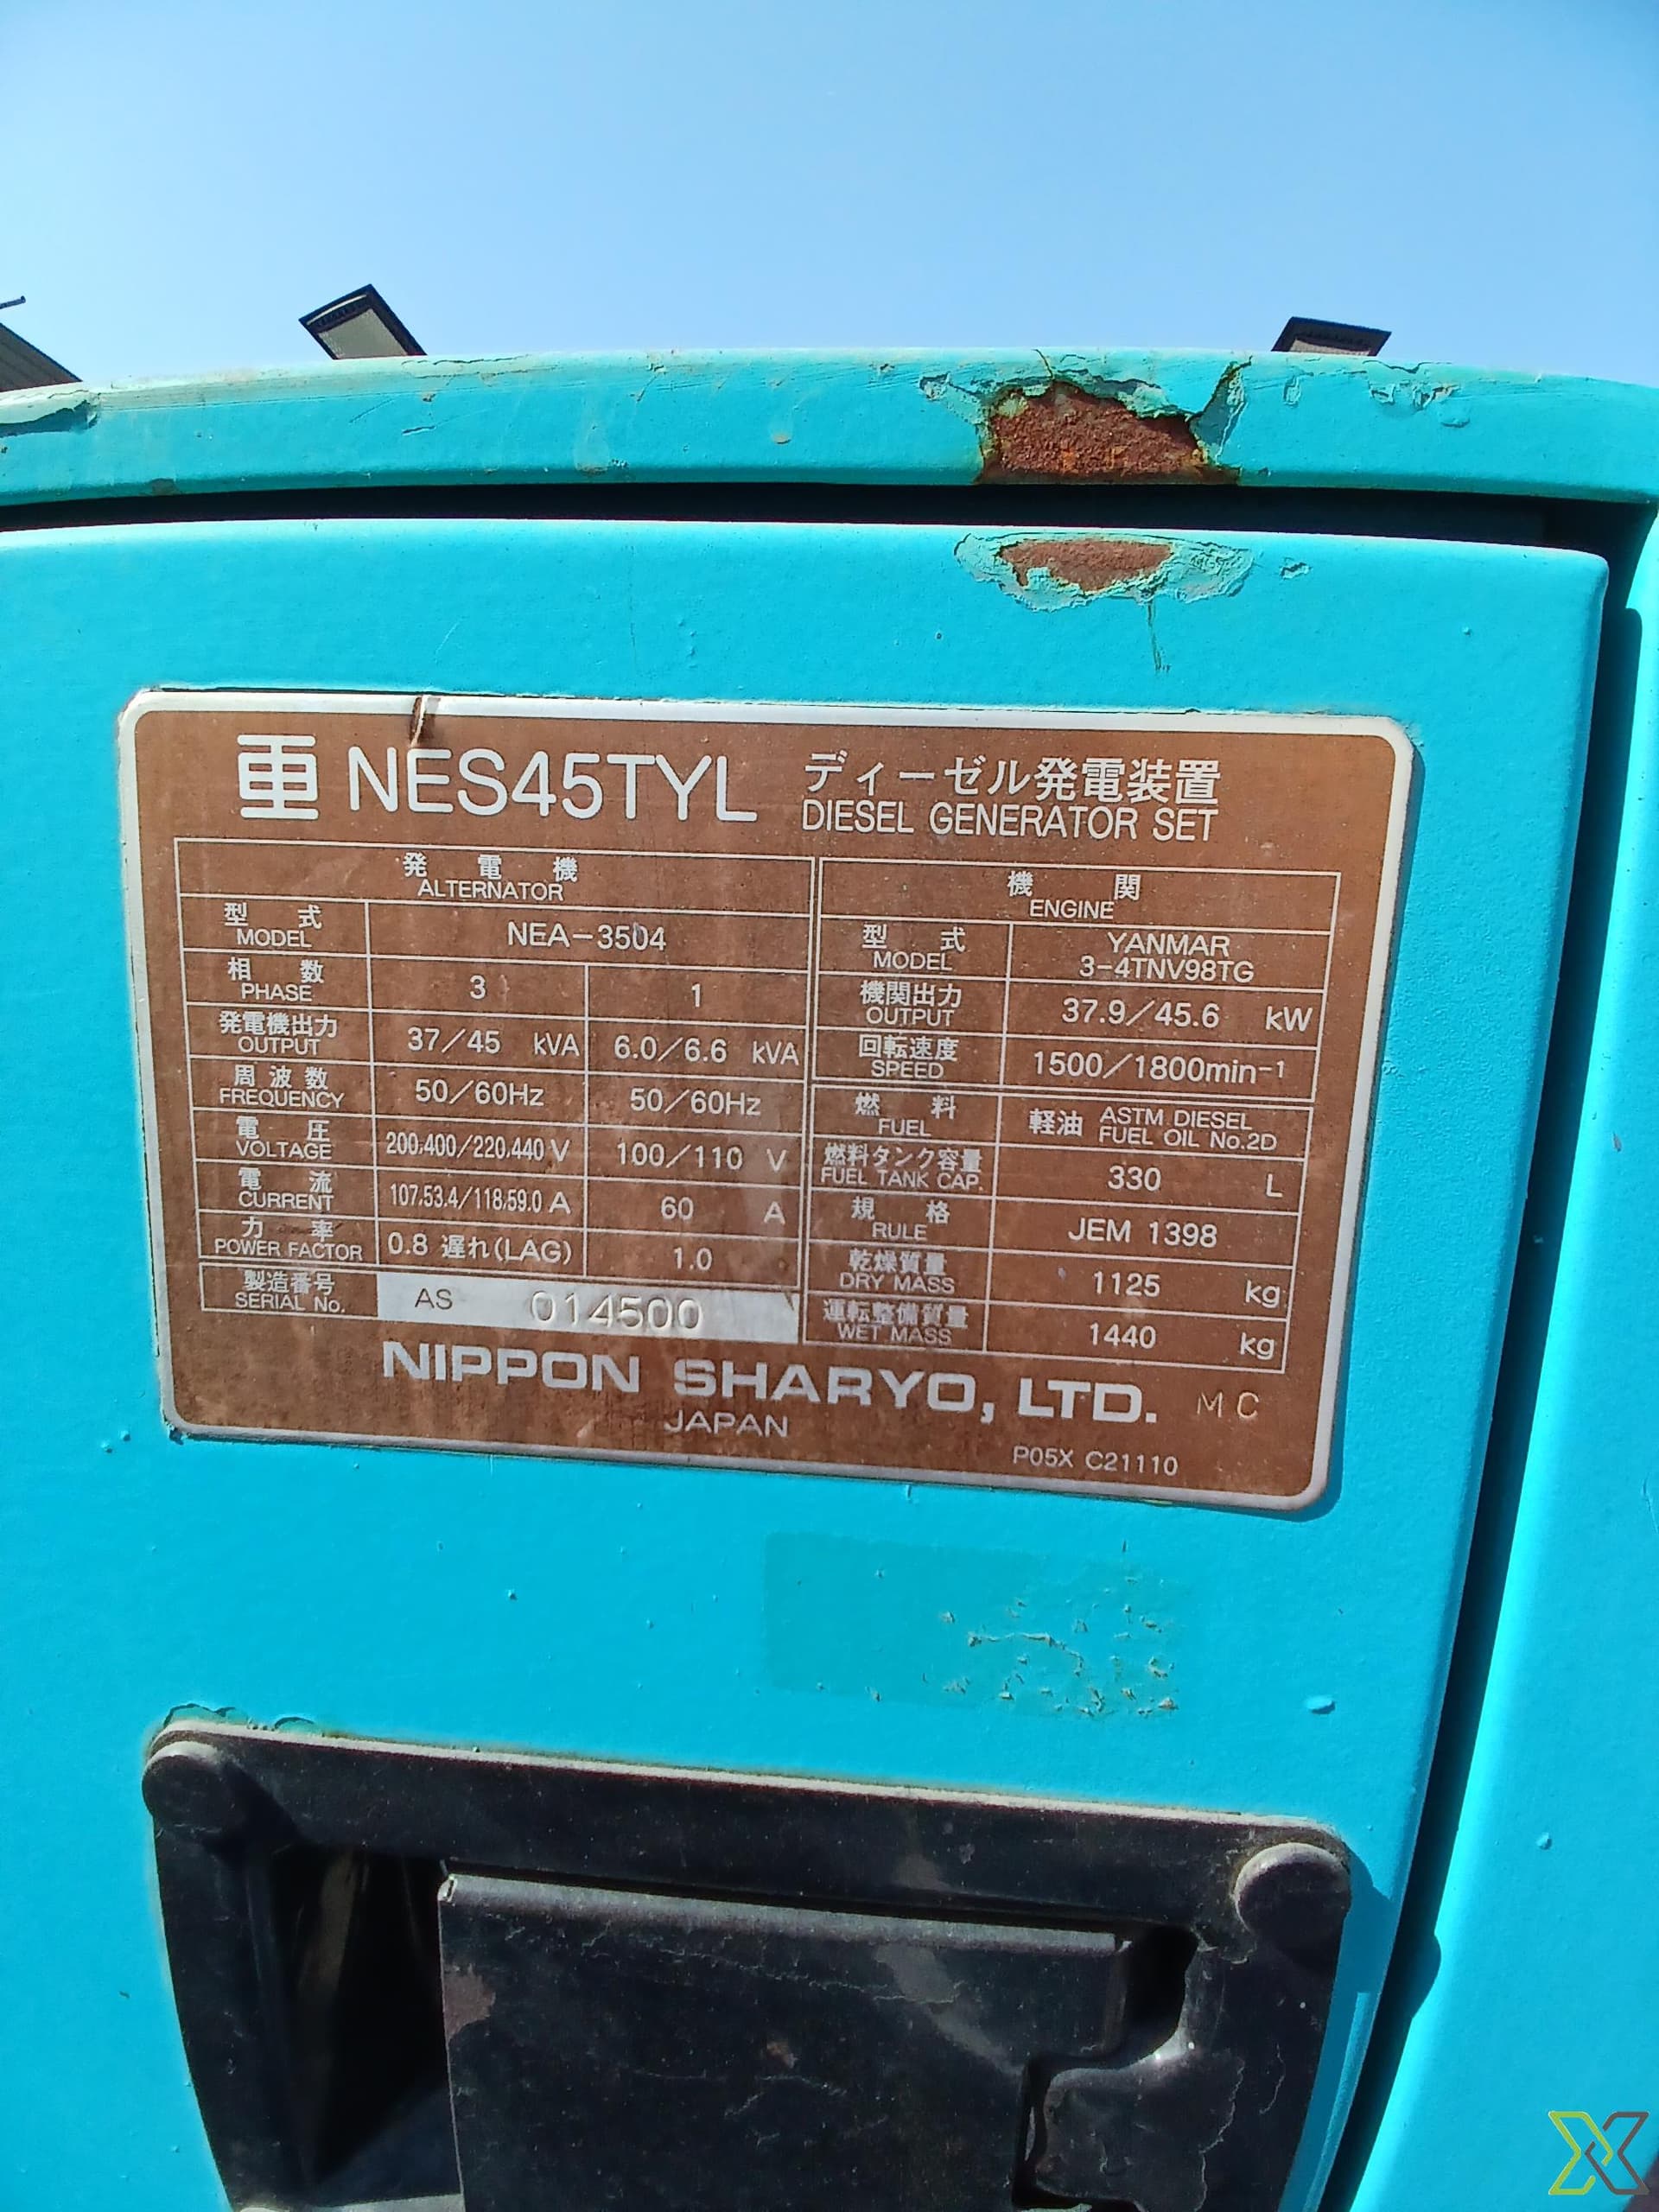 NES45TYL ディーゼル発電装置
DIESEL GENERATOR SET
発電機
ALTERNATOR
型式 MODEL NEA-3504
相数 PHASE 3 1
発電機出力 OUTPUT 37/45 kVA 6.0/6.6 kVA
周波数 FREQUENCY 50/60Hz 50/60Hz
電圧 VOLTAGE 200,400/220,440 V 100/110 V
電流 CURRENT 107,53.4/118,59.0 A 60 A
力率 POWER FACTOR 0.8 遅れ(LAG) 1.0
製造番号 SERIAL No. AS 014500
機関
ENGINE
型式 MODEL YANMAR 3-4TNV98TG
機関出力 OUTPUT 37.9/45.6 kW
回転速度 SPEED 1500/1800min-1
燃料 FUEL 軽油 ASTM DIESEL FUEL OIL No.2D
燃料タンク容量 FUEL TANK CAP. 330 L
規格 RULE JEM 1398
乾燥質量 DRY MASS 1125 kg
運転整備質量 WET MASS 1440 kg
NIPPON SHARYO, LTD. MC
JAPAN
P05X C21110